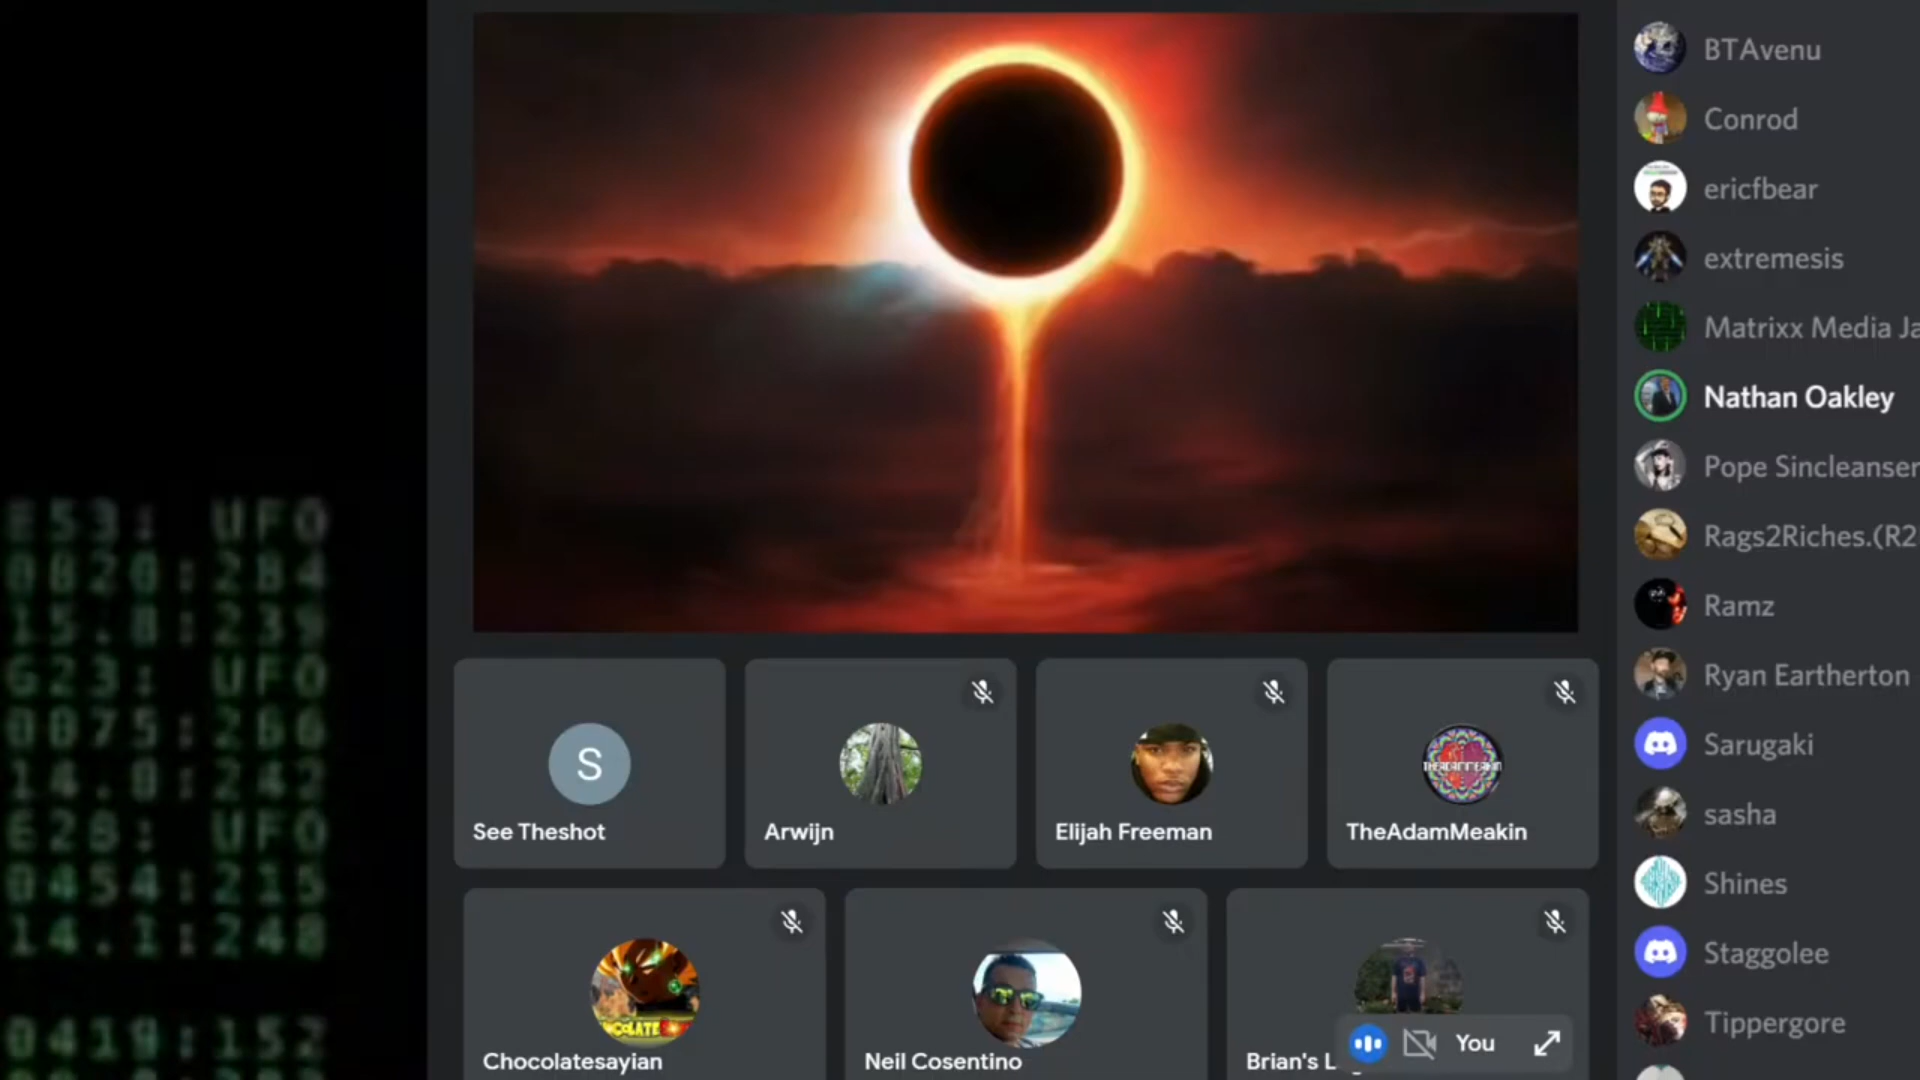 E53: UFO
0820:284
15.8:239
G23: UFO
0075:266
14.8:242
E28: UFO
0454:215
14.1:248
0419:152
S
See Theshot
Arwijn
Elijah Freeman
THEADAMMEAKIN
TheAdamMeakin
Chocolatesayian
Neil Cosentino
Brian's L
You
BTAvenu
Conrod
ericfbear
extremesis
Matrixx Media Ja
Nathan Oakley
Pope Sincleanser
Rags2Riches.(R2
Ramz
Ryan Eartherton
Sarugaki
sasha
Shines
Staggolee
Tippergore